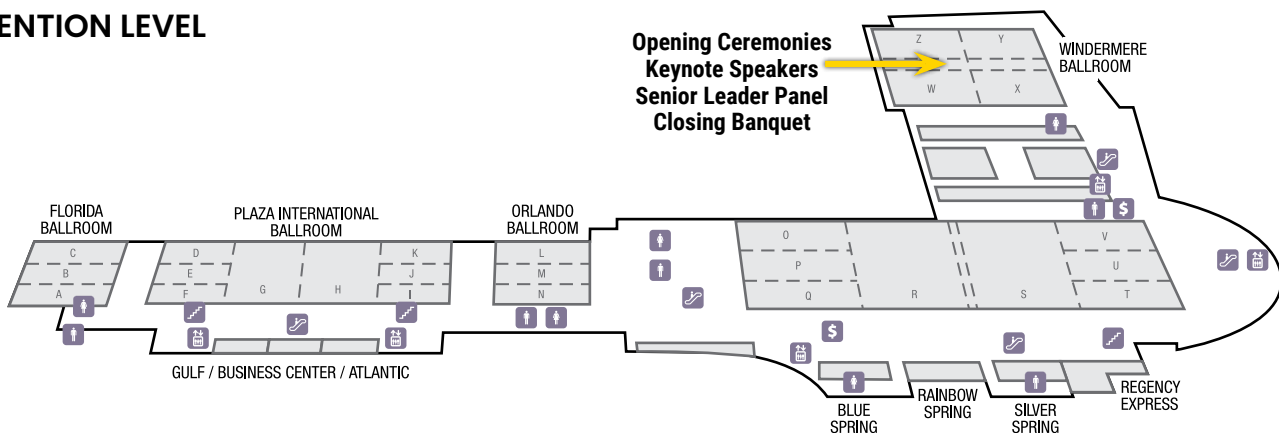 ENTION LEVEL
Opening Ceremonies
Keynote Speakers
Senior Leader Panel
Closing Banquet
Z
Y
W
X
WINDERMERE
BALLROOM
FLORIDA
BALLROOM
PLAZA INTERNATIONAL
BALLROOM
ORLANDO
BALLROOM
C
B
A
D
E
F
G
H
K
J
I
L
M
N
O
P
Q
R
S
V
U
T
$
$
GULF / BUSINESS CENTER / ATLANTIC
BLUE
SPRING
RAINBOW
SPRING
SILVER
SPRING
REGENCY
EXPRESS